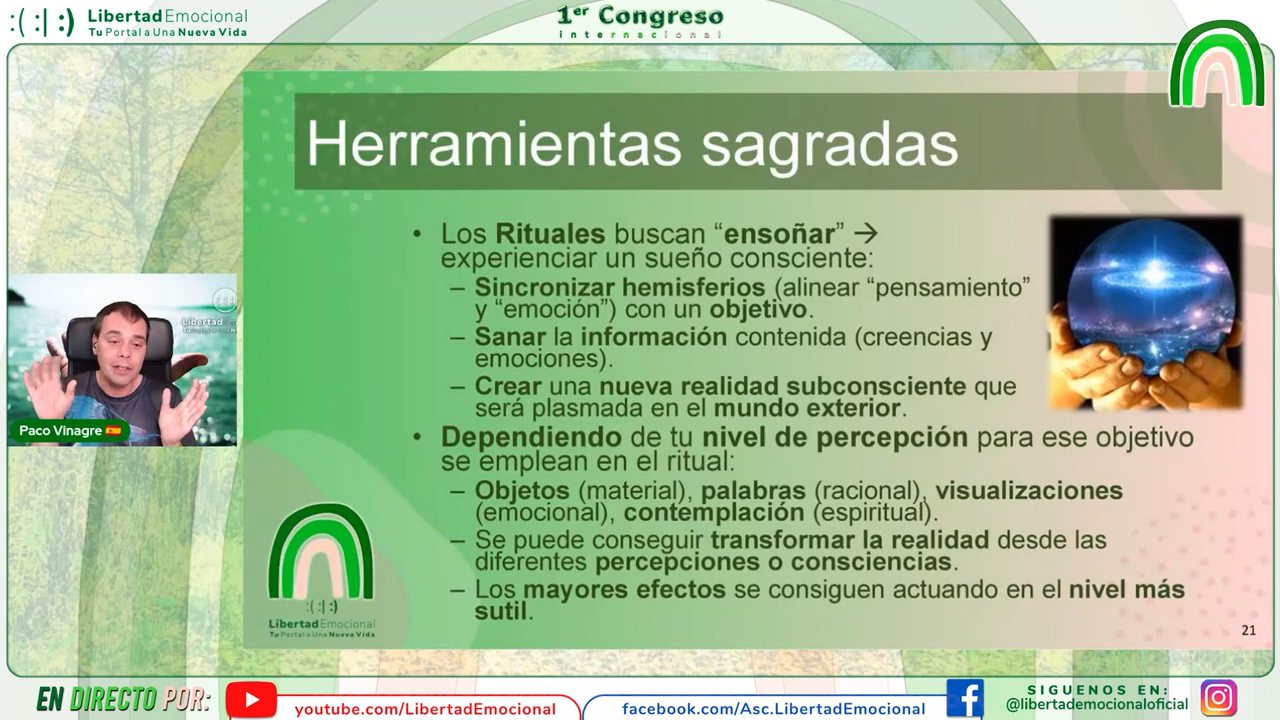 :( | :) LibertadEmocional
Tu Portal a Una Nueva Vida
1er Congreso
internacional
Herramientas sagradas
• Los Rituales buscan “ensoñar” →
experienciar un sueño consciente:
– Sincronizar hemisferios (alinear “pensamiento”
y “emoción”) con un objetivo.
– Sanar la información contenida (creencias y
emociones).
– Crear una nueva realidad subconsciente que
será plasmada en el mundo exterior.
• Dependiendo de tu nivel de percepción para ese objetivo
se emplean en el ritual:
– Objetos (material), palabras (racional), visualizaciones
(emocional), contemplación (espiritual).
– Se puede conseguir transformar la realidad desde las
diferentes percepciones o consciencias.
– Los mayores efectos se consiguen actuando en el nivel más
sutil.
Libertad
Paco Vinagre
:(:|:)
LibertadEmocional
Tu Portal a Una Nueva Vida
21
EN DIRECTO POR:
youtube.com/LibertadEmocional
facebook.com/Asc.LibertadEmocional
SIGUENOS EN:
@libertademocionaloficial